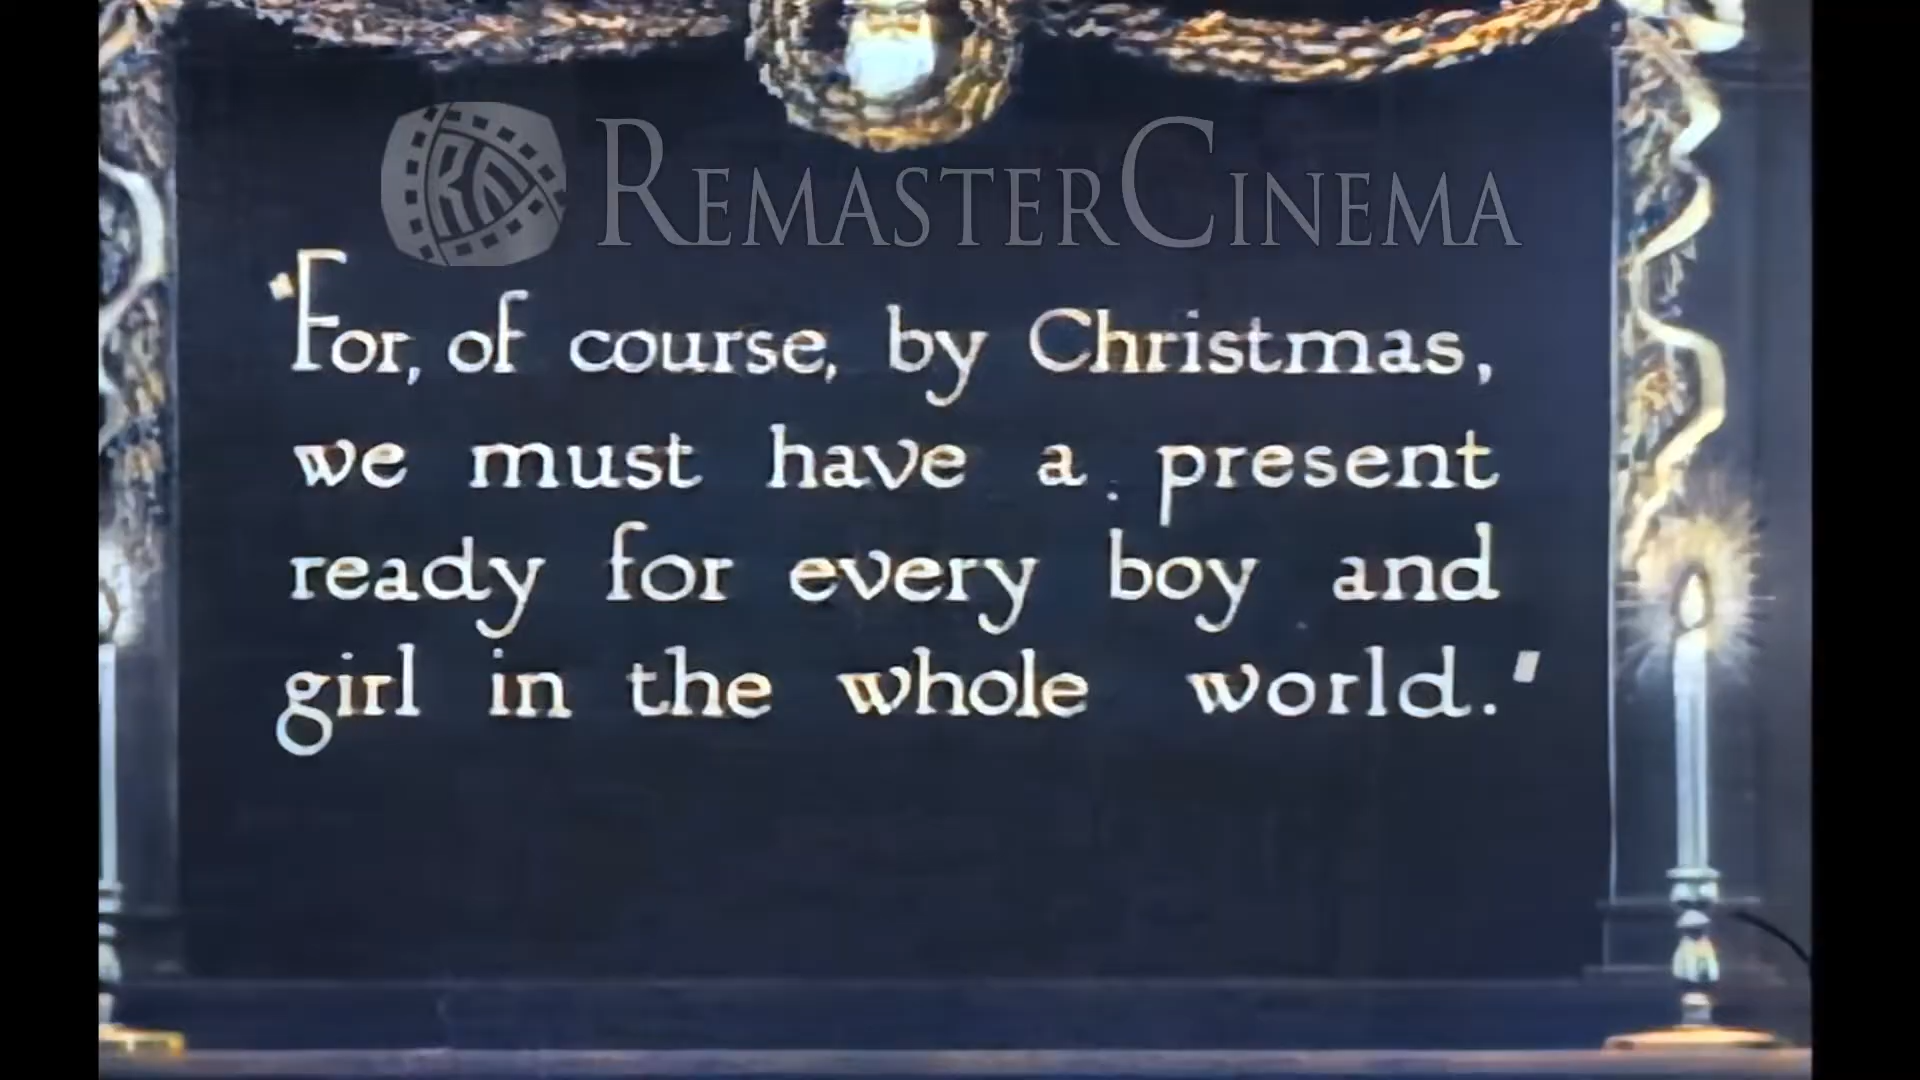 REMASTERCINEMA
"For, of course, by Christmas,
we must have a present
ready for every boy and
girl in the whole world."